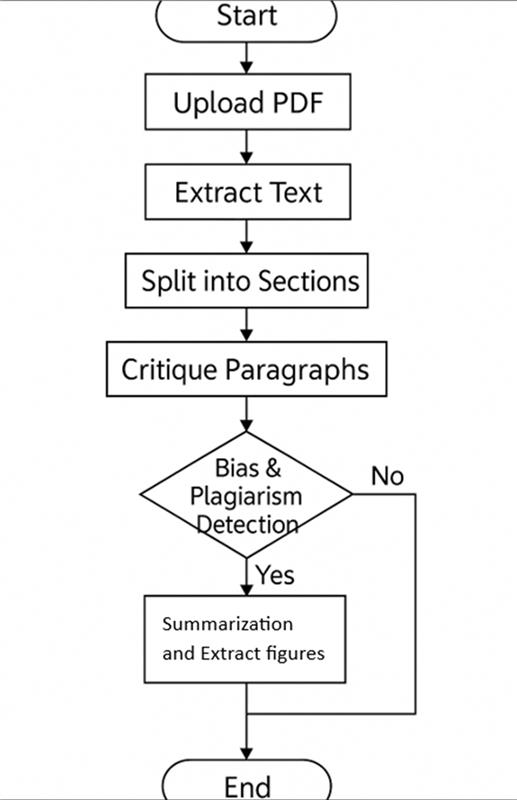 Start
Upload PDF
Extract Text
Split into Sections
Critique Paragraphs
Bias &
Plagiarism
Detection
No
Yes
Summarization
and Extract figures
End